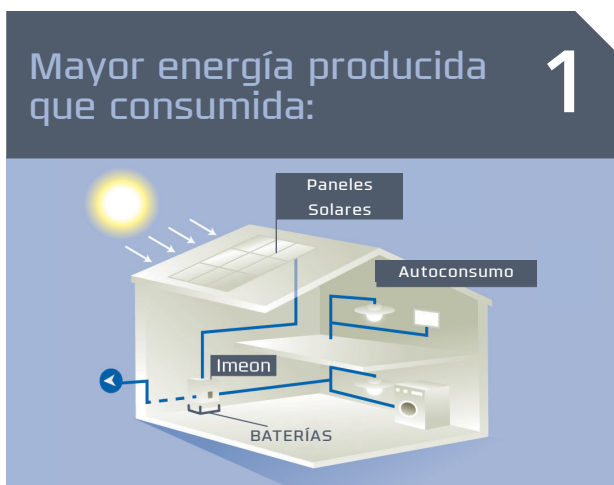 Mayor energía producida
que consumida:
1
Paneles
Solares
Autoconsumo
Imeon
BATERÍAS